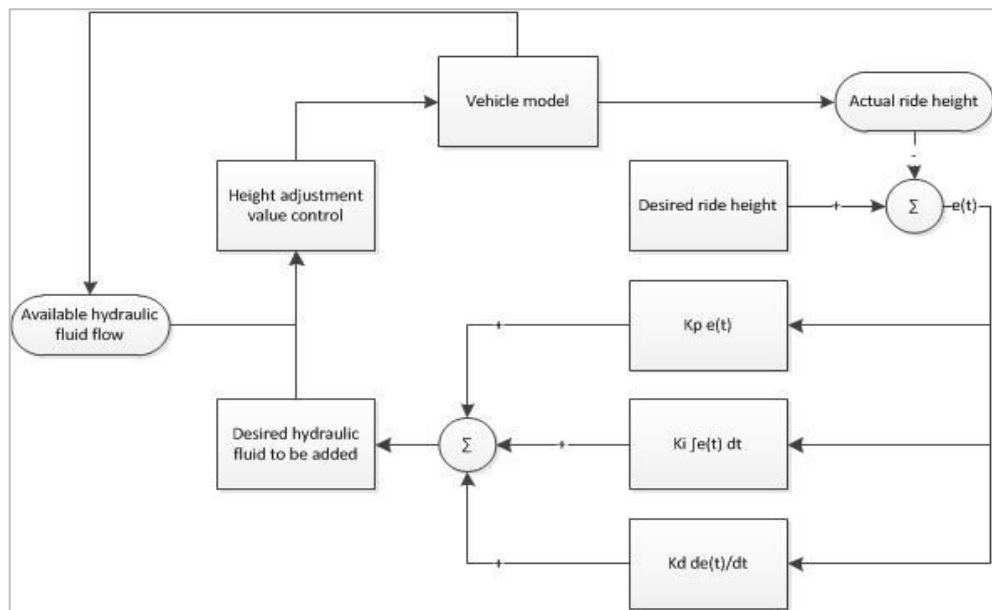 Vehicle model
Actual ride height
-
Height adjustment
value control
Desired ride height
+
Σ
e(t)
Available hydraulic
fluid flow
+
Kp e(t)
Desired hydraulic
fluid to be added
Σ
+
Ki ∫e(t) dt
+
Kd de(t)/dt